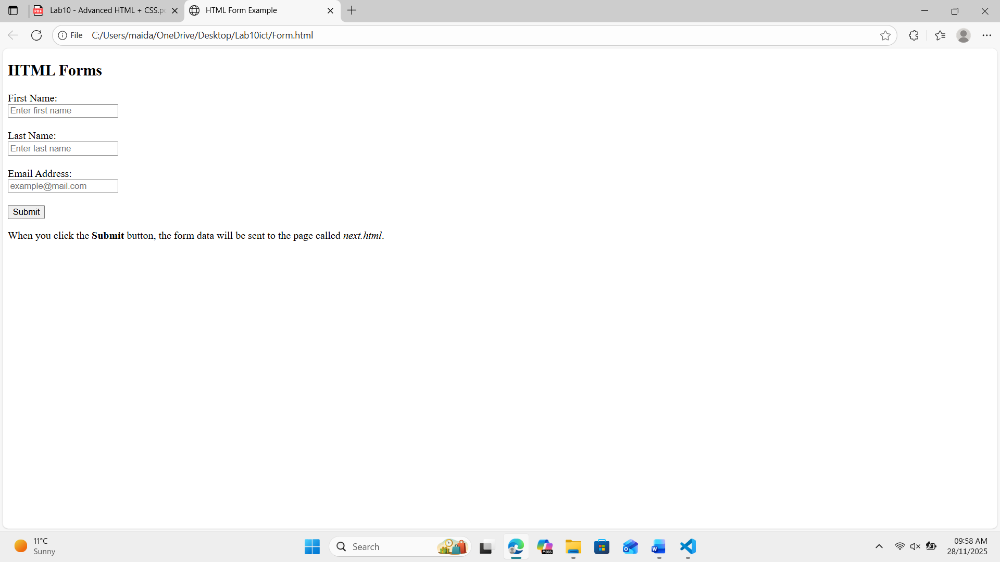 Lab10 - Advanced HTML + CSS.p
HTML Form Example
File C:/Users/maida/OneDrive/Desktop/Lab10ict/Form.html
HTML Forms
First Name:
Enter first name
Last Name:
Enter last name
Email Address:
example@mail.com
Submit
When you click the Submit button, the form data will be sent to the page called next.html.
11°C
Sunny
Search
M365
09:58 AM
28/11/2025